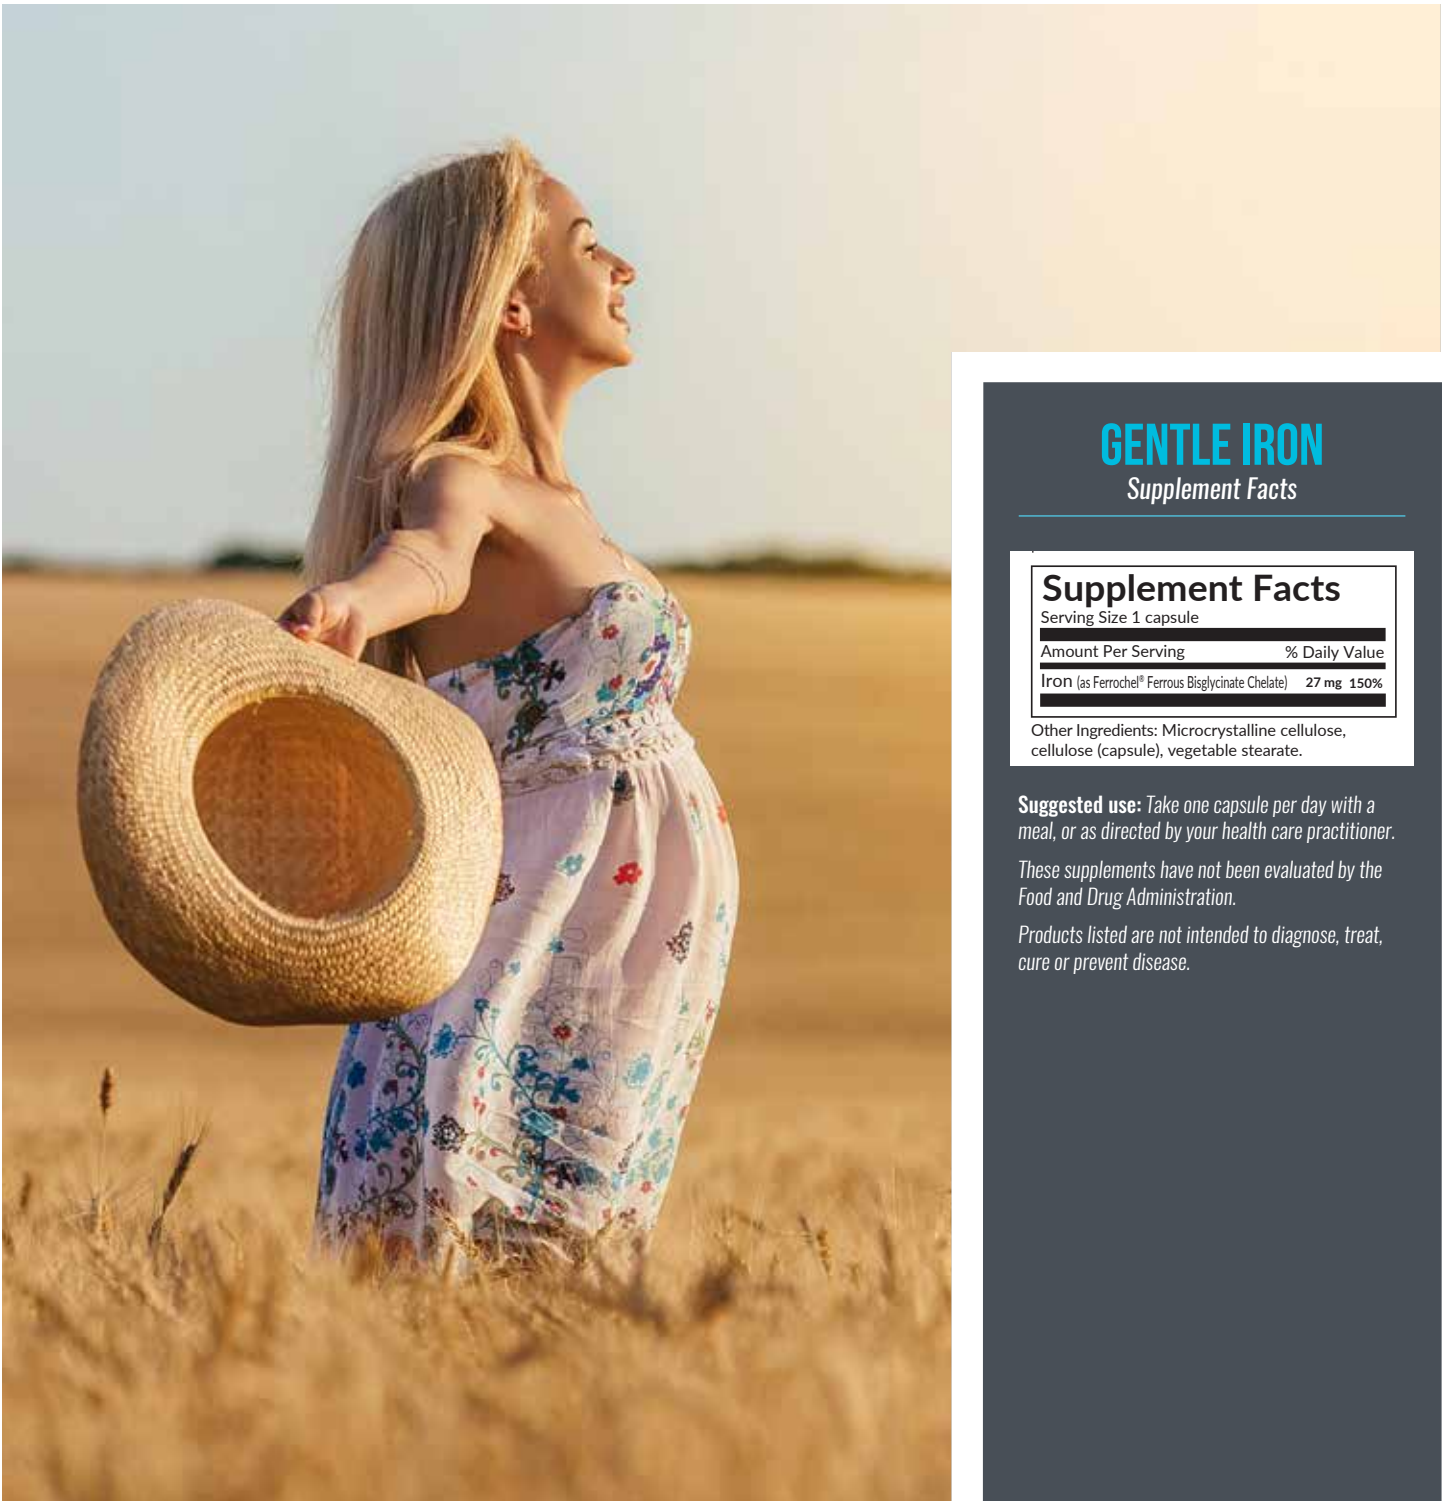 GENTLE IRON
Supplement Facts
Supplement Facts
Serving Size 1 capsule
Amount Per Serving % Daily Value
Iron (as Ferrochel® Ferrous Bisglycinate Chelate) 27 mg 150%
Other Ingredients: Microcrystalline cellulose,
cellulose (capsule), vegetable stearate.
Suggested use: Take one capsule per day with a
meal, or as directed by your health care practitioner.
These supplements have not been evaluated by the
Food and Drug Administration.
Products listed are not intended to diagnose, treat,
cure or prevent disease.